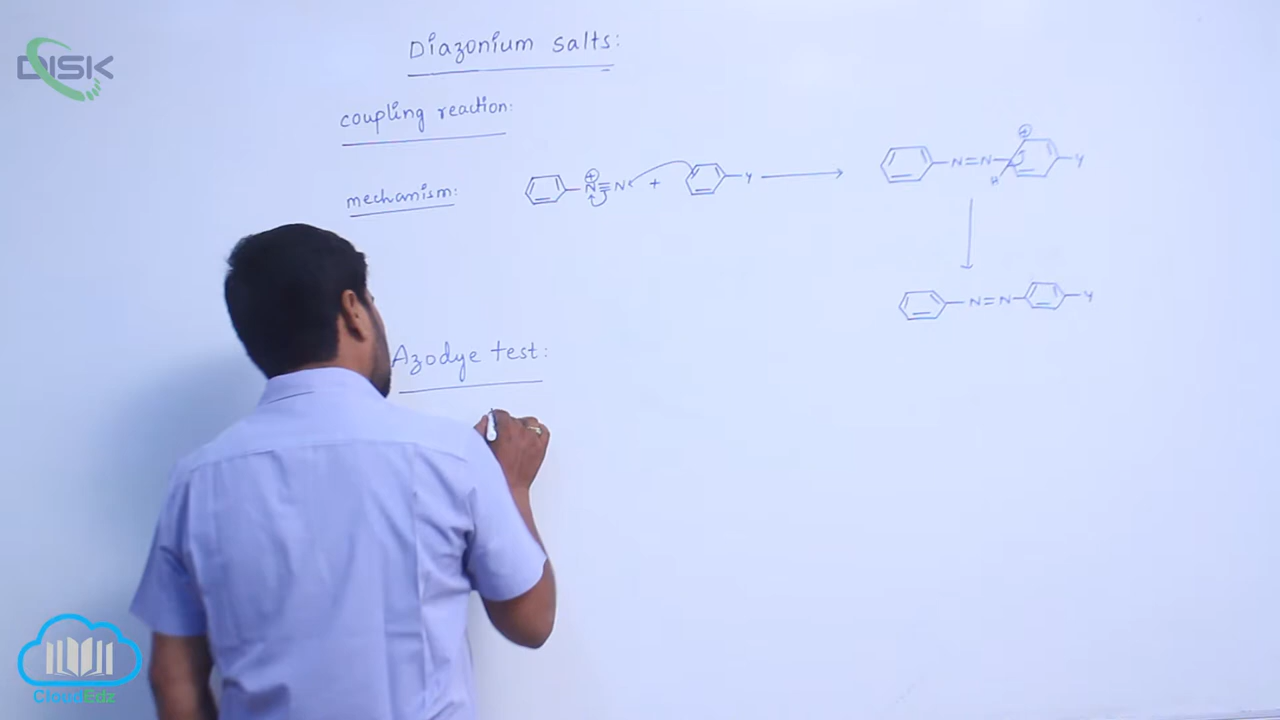 DISK
Diazonium salts:
coupling reaction:
mechanism:
N≡N + Y
N=N Y
H
N=N Y
Azodye test:
CloudEdz